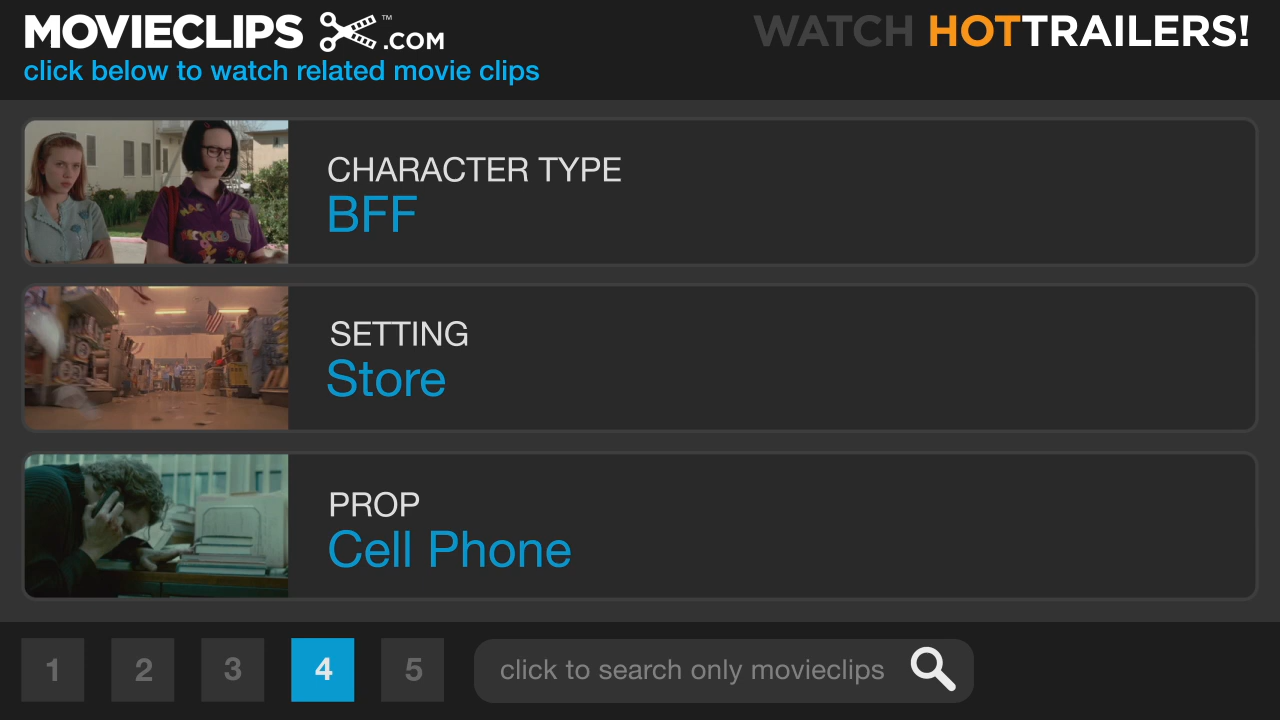 MOVIECLIPS .COM ™
WATCH HOTTRAILERS!
click below to watch related movie clips
CHARACTER TYPE
BFF
SETTING
Store
PROP
Cell Phone
1 2 3 4 5 click to search only movieclips